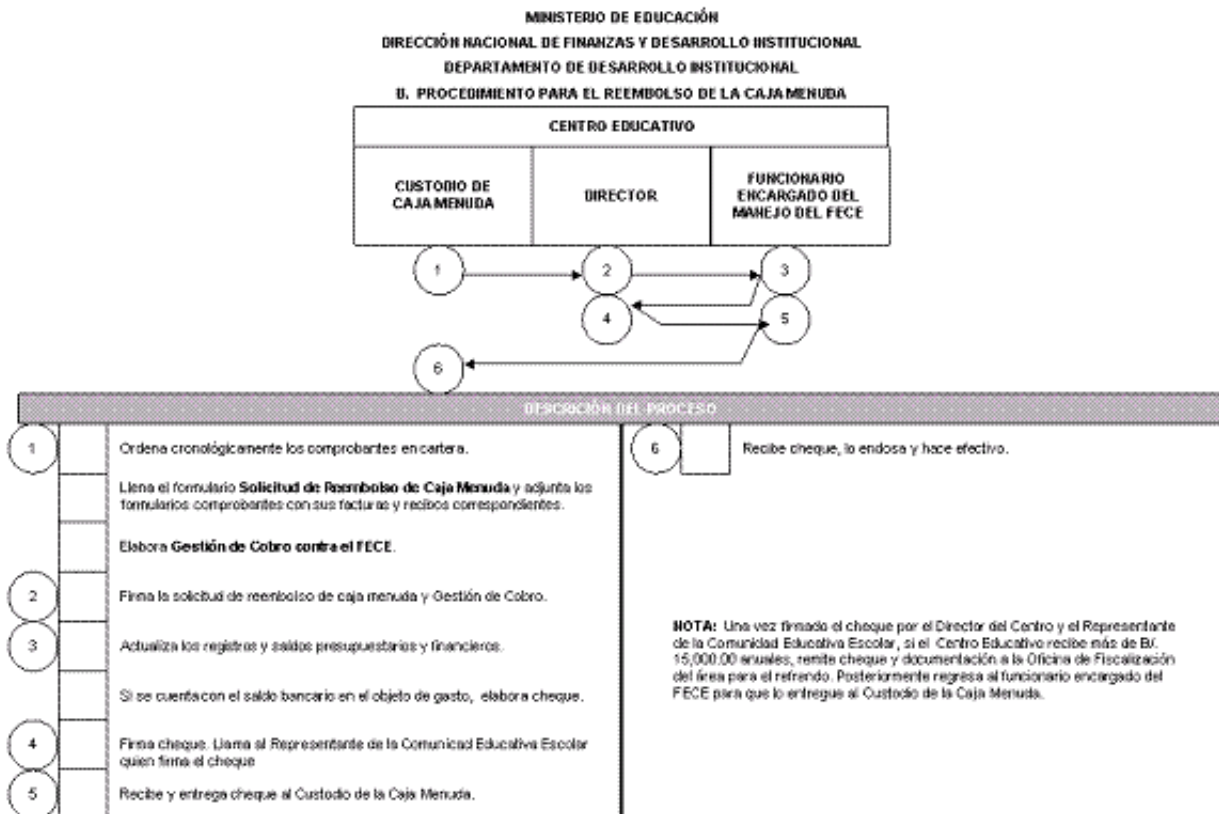 MINISTERIO DE EDUCACIÓN
DIRECCIÓN NACIONAL DE FINANZAS Y DESARROLLO INSTITUCIONAL
DEPARTAMENTO DE DESARROLLO INSTITUCIONAL
B. PROCEDIMIENTO PARA EL REEMBOLSO DE LA CAJA MENUDA
CENTRO EDUCATIVO
CUSTODIO DE
CAJA MENUDA
DIRECTOR
FUNCIONARIO
ENCARGADO DEL
MANEJO DEL FECE
1
2
3
4
5
6
DESCRICIÓN DEL PROCESO
1
Ordena cronológicamente los comprobantes en cartera.
Llena el formulario Solicitud de Reembolso de Caja Menuda y adjunta los
formularios comprobantes con sus facturas y recibos correspondientes.
Elabora Gestión de Cobro contra el FECE.
2
Firma la solicitud de reembolso de caja menuda y Gestión de Cobro.
3
Actualiza los registros y saldos presupuestarios y financieros.
Si se cuenta con el saldo bancario en el objeto de gasto, elabora cheque.
4
Firma cheque. Llama al Representante de la Comunicad Educativa Escolar
quien firma el cheque
5
Recibe y entrega cheque al Custodio de la Caja Menuda.
6
Recibe cheque, lo endosa y hace efectivo.
NOTA: Una vez firmado el cheque por el Director del Centro y el Representante
de la Comunidad Educativa Escolar, si el Centro Educativo recibe más de B/.
15,000.00 anuales, remite cheque y documentación a la Oficina de Fiscalización
del área para el refrendo. Posteriormente regresa al funcionario encargado del
FECE para que lo entregue al Custodio de la Caja Menuda.